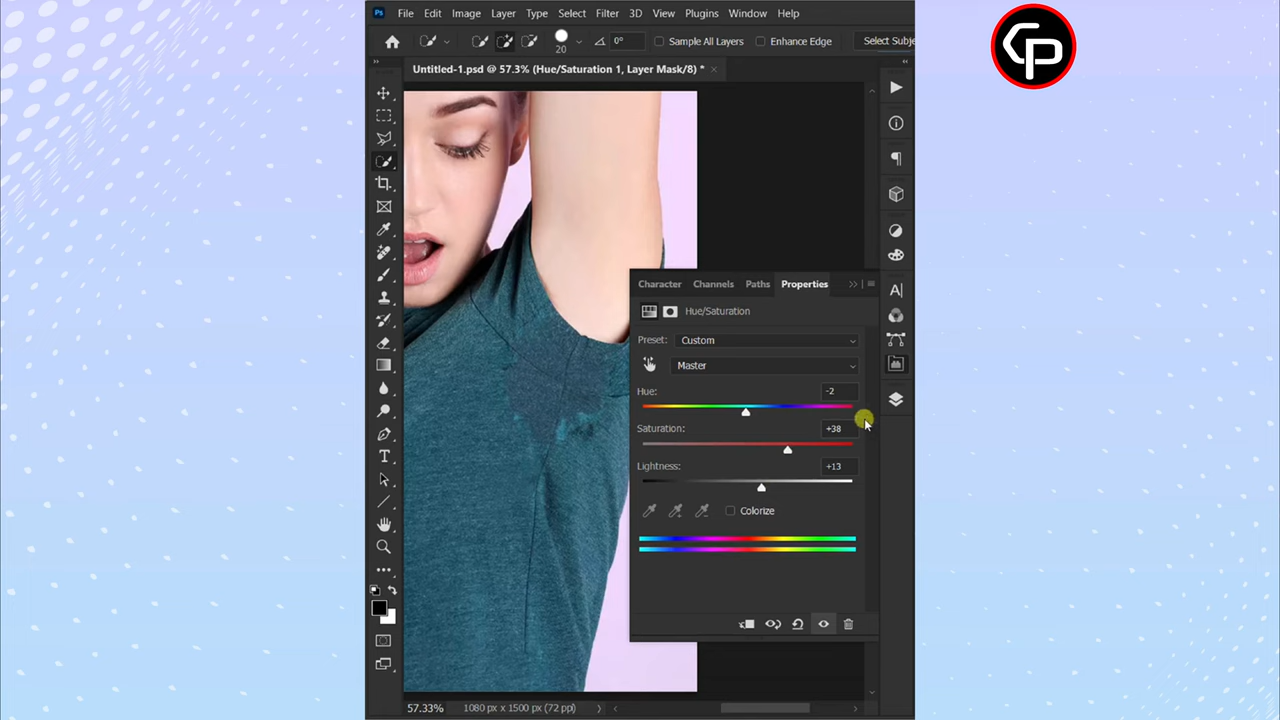 Ps File Edit Image Layer Type Select Filter 3D View Plugins Window Help
20 0° Sample All Layers Enhance Edge Select Subje
Untitled-1.psd @ 57.3% (Hue/Saturation 1, Layer Mask/8) *
Character Channels Paths Properties
Hue/Saturation
Preset: Custom
Master
Hue: -2
Saturation: +38
Lightness: +13
Colorize
57.33% 1080 px x 1500 px (72 ppi)